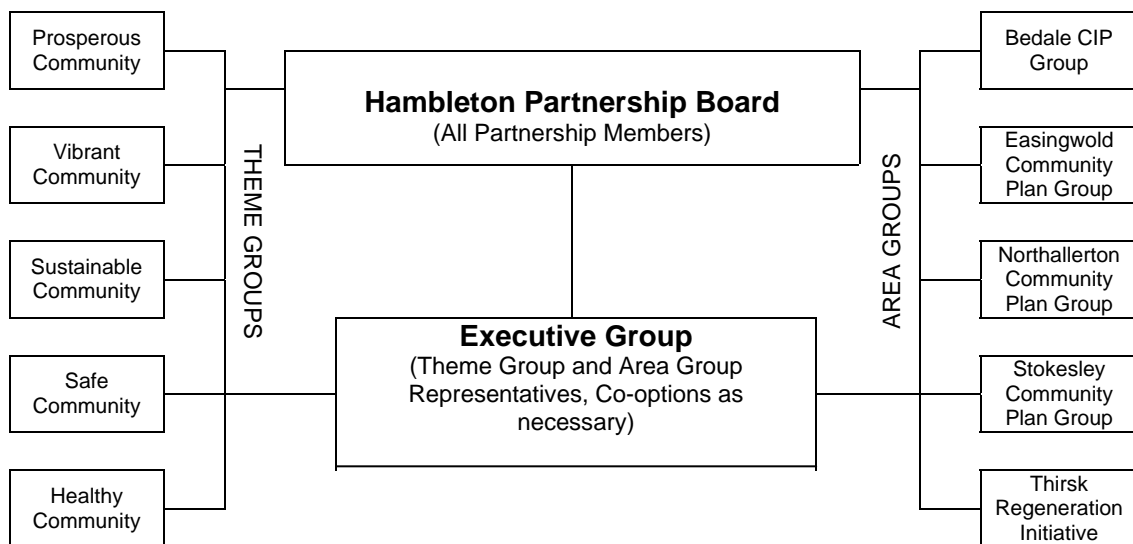 Prosperous
Community
Vibrant
Community
Sustainable
Community
Safe
Community
Healthy
Community
THEME GROUPS
Hambleton Partnership Board
(All Partnership Members)
Executive Group
(Theme Group and Area Group
Representatives, Co-options as
necessary)
AREA GROUPS
Bedale CIP
Group
Easingwold
Community
Plan Group
Northallerton
Community
Plan Group
Stokesley
Community
Plan Group
Thirsk
Regeneration
Initiative